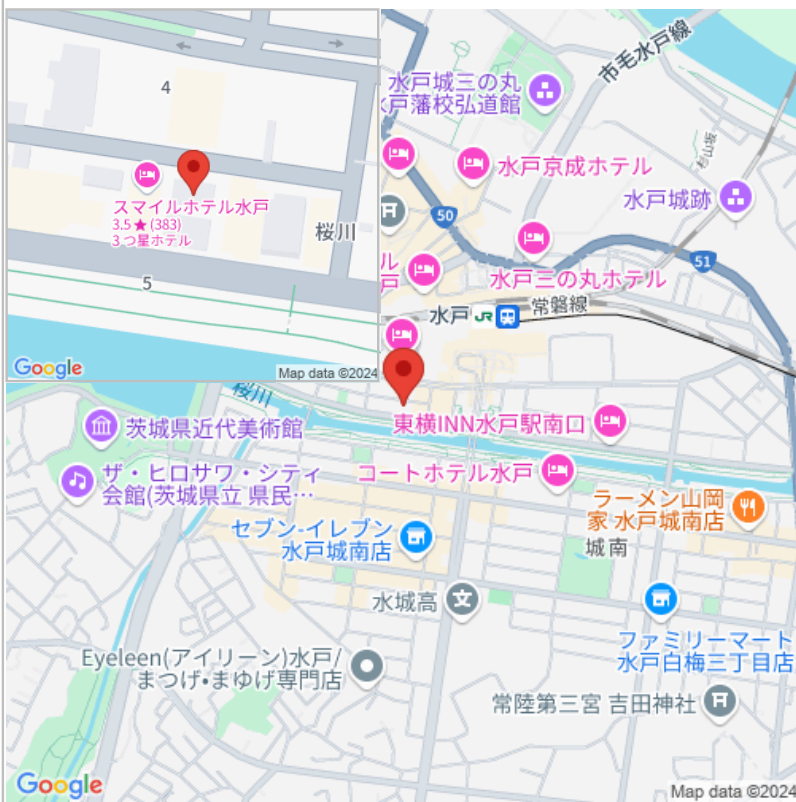 4
スマイルホテル水戸
3.5★(383)
3 つ星ホテル
桜川
5
Google
Map data ©2024
市毛水戸線
水戸城三の丸
戸藩校弘道館
水戸京成ホテル
杉山坂
水戸城跡
50
ル
戸
水戸三の丸ホテル
51
水戸
JR
常磐線
桜川
東横INN水戸駅南口
茨城県近代美術館
ザ・ヒロサワ・シティ
会館(茨城県立 県民…
コートホテル水戸
セブン-イレブン
水戸城南店
ラーメン山岡
家 水戸城南店
城南
水城高
文
ファミリーマート
水戸白梅三丁目店
Eyeleen(アイリーン)水戸/
まつげ•まゆげ専門店
常陸第三宮 吉田神社
Google
Map data ©2024